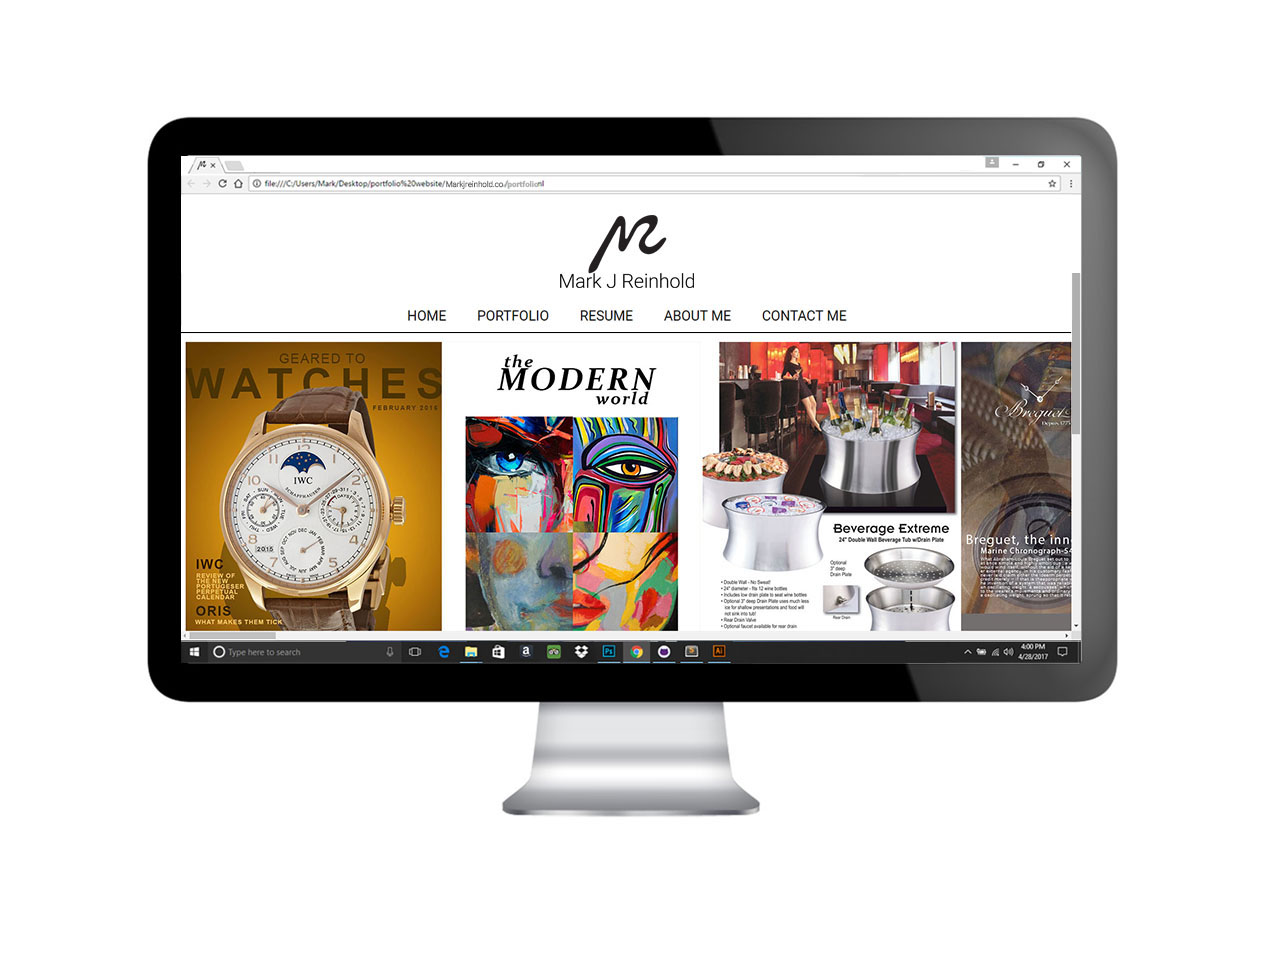 file:///C:/Users/Mark/Desktop/portfolio%20website/Markjreinhold.co/portfolio
Mark J Reinhold
HOME PORTFOLIO RESUME ABOUT ME CONTACT ME
GEARED TO
WATCHES
FEBRUARY 2016
12
IWC
SCHAFFHAUSEN
2015
IWC
REVIEW OF
THE NEW
PORTUGESER
PERPETUAL
CALENDAR
ORIS
WHAT MAKES THEM TICK
the
MODERN
world
Beverage Extreme
24" Double Wall Beverage Tub w/Drain Plate
Optional
3" deep
Drain Plate
Rear Drain
• Double Wall - No Sweat!
• 24" diameter - fits 12 wine bottles
• Includes low drain plate to seat wine bottles
• Optional 3" deep Drain Plate uses much less
ice for shallow presentations and food will
not sink into tub!
• Rear Drain Valve
• Optional faucet available for rear drain
Breguet
Depuis 1775
Breguet, the inn
Marine Chronograph-
Type here to search
Ps
S
Ai
4:00 PM
4/28/2017